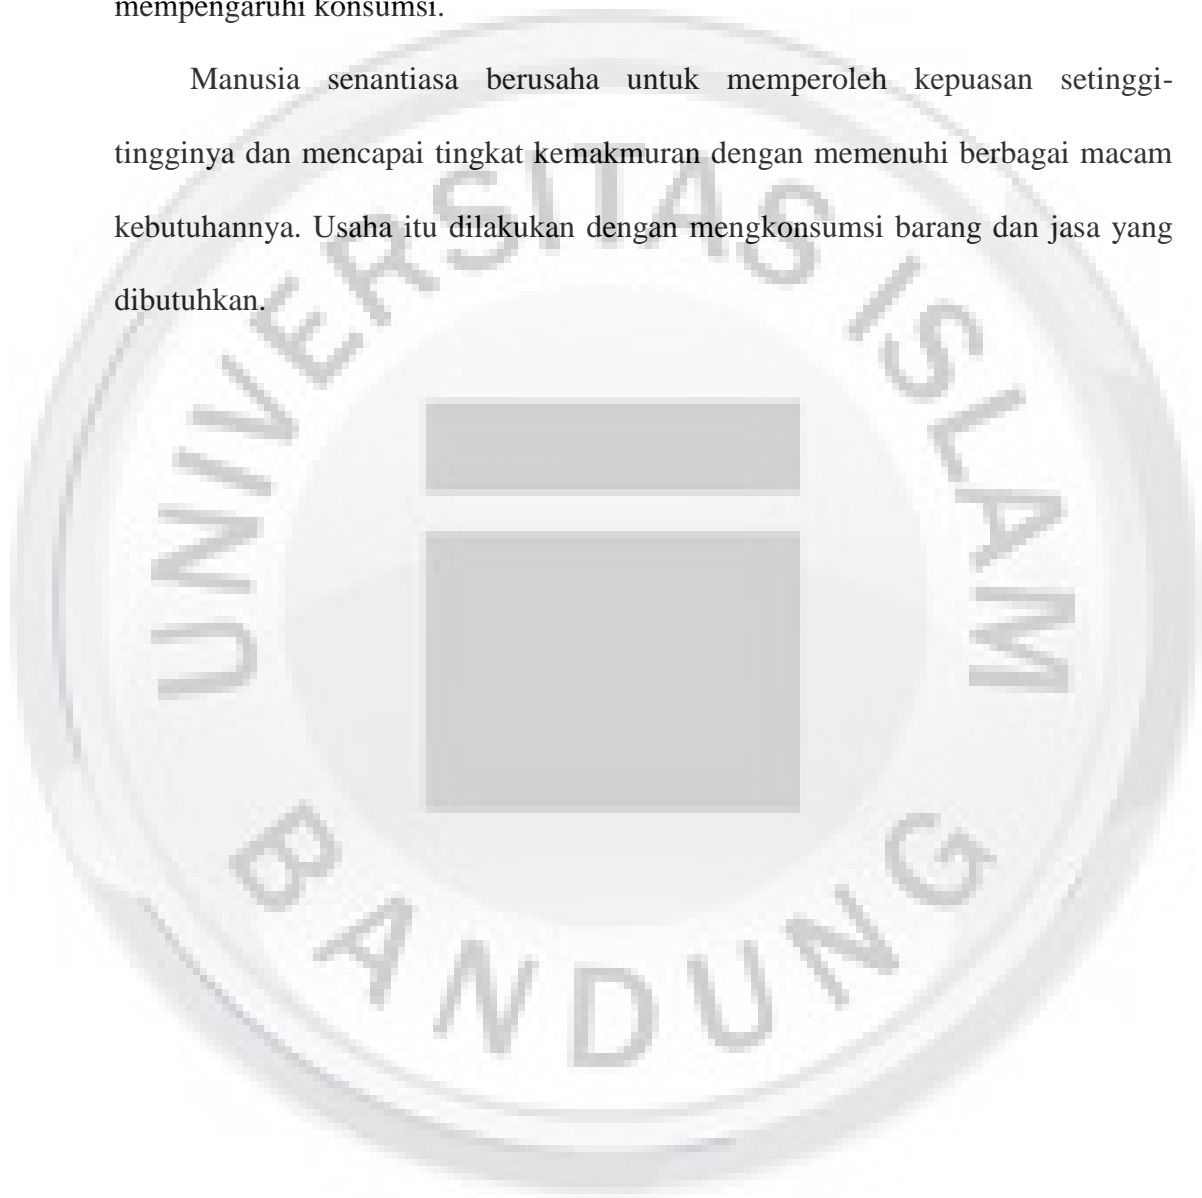 mempengaruhi konsumsi.
Manusia senantiasa berusaha untuk memperoleh kepuasan setinggi-
tingginya dan mencapai tingkat kemakmuran dengan memenuhi berbagai macam
kebutuhannya. Usaha itu dilakukan dengan mengkonsumsi barang dan jasa yang
dibutuhkan.
UNIVERSITAS ISLAM
BANDUNG